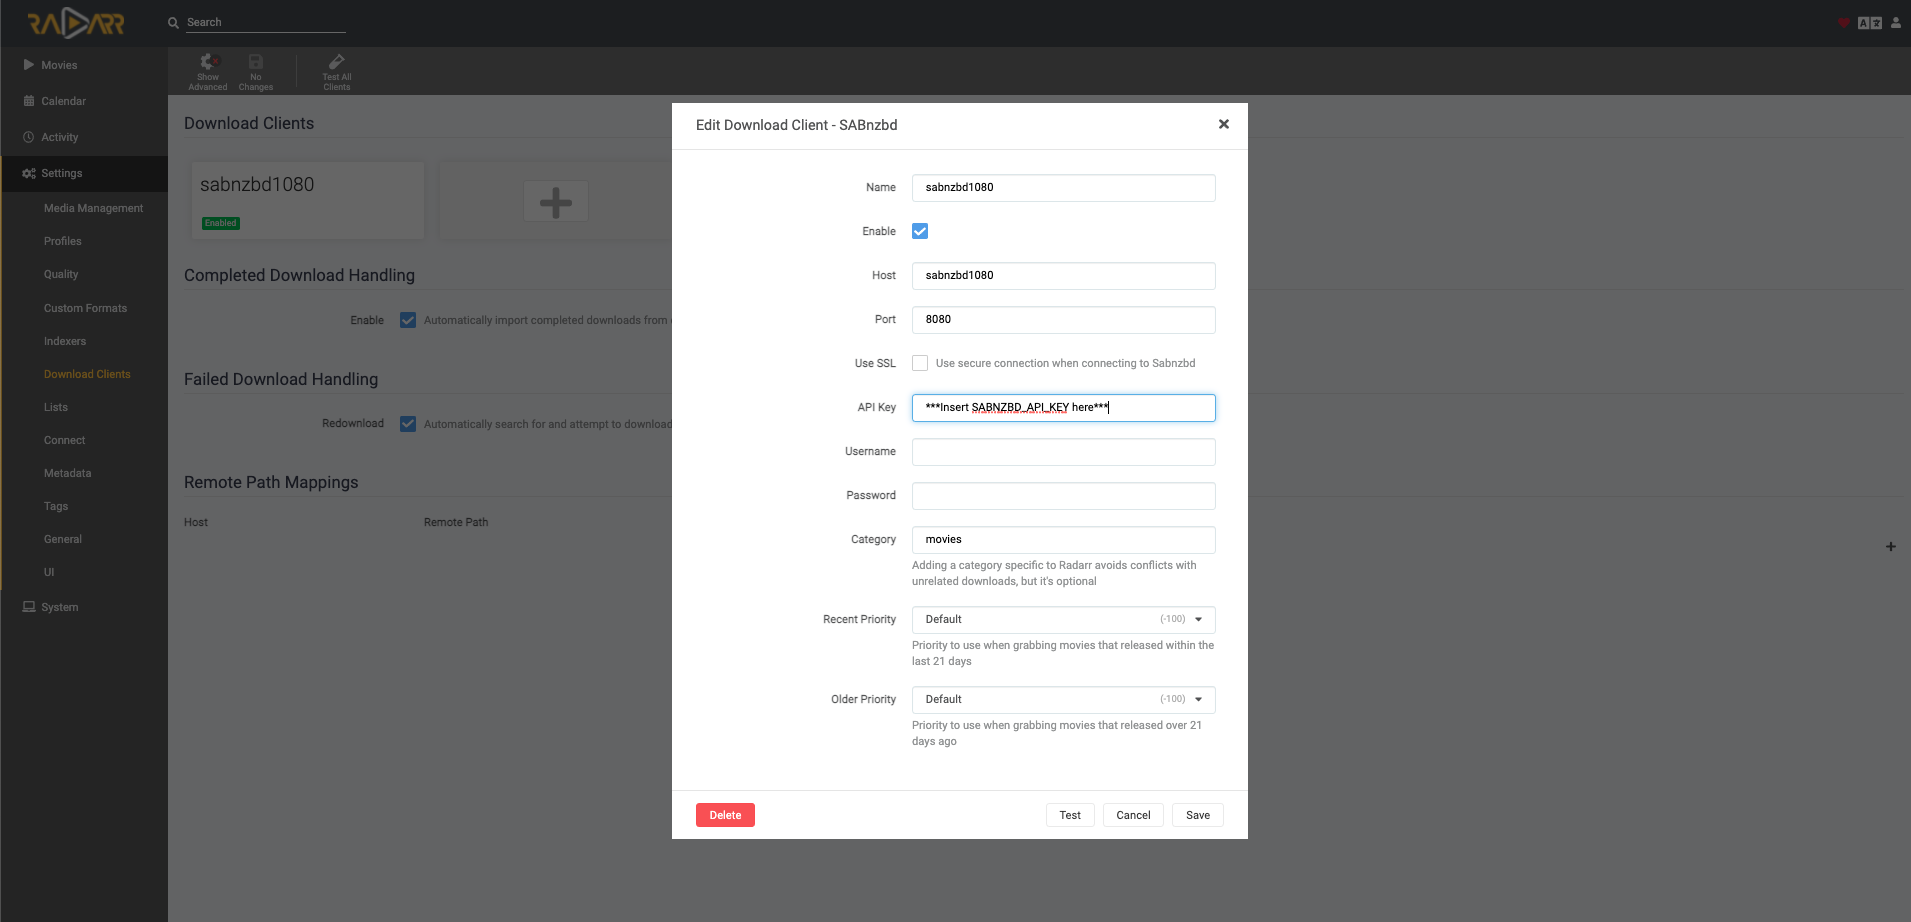 RADARR
Search
A
Movies
Calendar
Activity
Settings
Media Management
Profiles
Quality
Custom Formats
Indexers
Download Clients
Lists
Connect
Metadata
Tags
General
UI
System
Show
Advanced
No
Changes
Test All
Clients
Download Clients
sabnzbd1080
Enabled
Completed Download Handling
Enable
Automatically import completed downloads from
Failed Download Handling
Redownload
Automatically search for and attempt to download
Remote Path Mappings
Host
Remote Path
Edit Download Client - SABnzbd
Name
sabnzbd1080
Enable
Host
sabnzbd1080
Port
8080
Use SSL
Use secure connection when connecting to Sabnzbd
API Key
***Insert SABNZBD_API_KEY here***
Username
Password
Category
movies
Adding a category specific to Radarr avoids conflicts with
unrelated downloads, but it's optional
Recent Priority
Default
(-100)
Priority to use when grabbing movies that released within the
last 21 days
Older Priority
Default
(-100)
Priority to use when grabbing movies that released over 21
days ago
Delete
Test
Cancel
Save